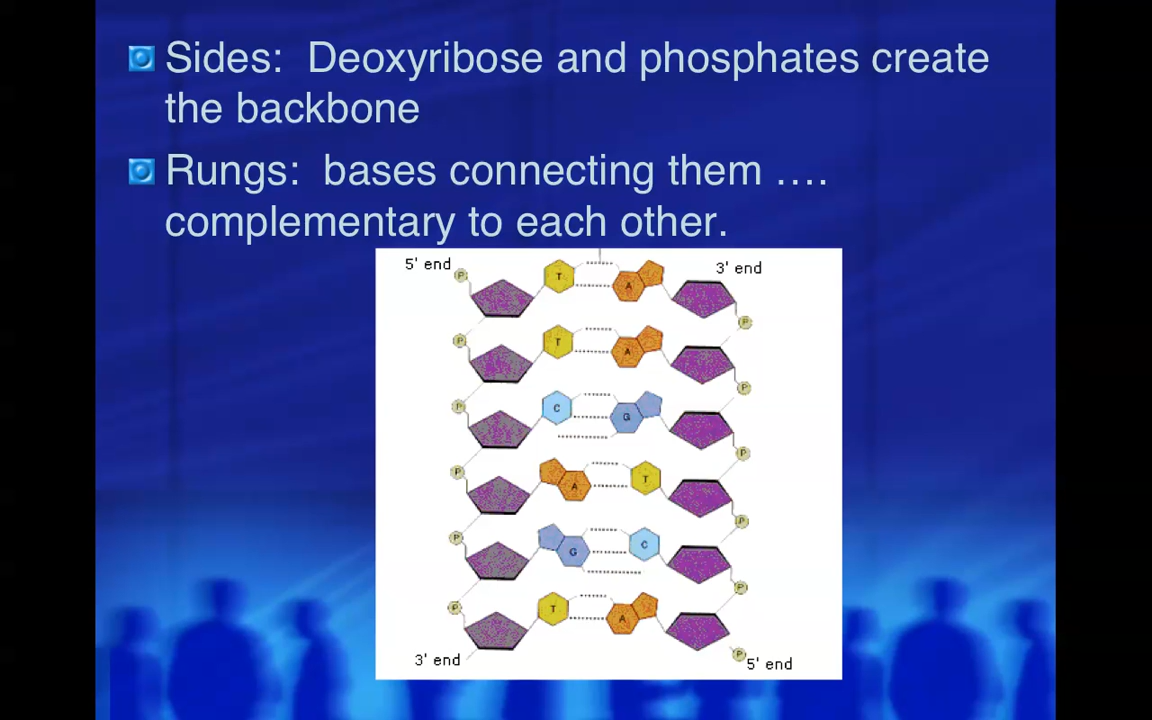 Sides:  Deoxyribose and phosphates create
the backbone
Rungs:  bases connecting them ….
complementary to each other.
5' end
3' end
P T A
P
P T A
P
P C G
P
P A T
P
P G C
P
P T A
3' end
P
5' end